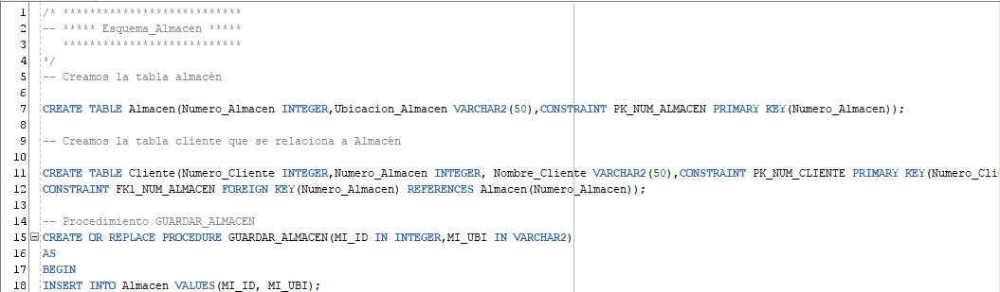 1 /* ***************************
2 -- ***** Esquema_Almacen *****
3 ***************************
4 */
5 -- Creamos la tabla almacén
6
7 CREATE TABLE Almacen(Numero_Almacen INTEGER,Ubicacion_Almacen VARCHAR2(50),CONSTRAINT PK_NUM_ALMACEN PRIMARY KEY(Numero_Almacen));
8
9 -- Creamos la tabla cliente que se relaciona a Almacén
10
11 CREATE TABLE Cliente(Numero_Cliente INTEGER,Numero_Almacen INTEGER, Nombre_Cliente VARCHAR2(50),CONSTRAINT PK_NUM_CLIENTE PRIMARY KEY(Numero_Cli
12 CONSTRAINT FK1_NUM_ALMACEN FOREIGN KEY(Numero_Almacen) REFERENCES Almacen(Numero_Almacen));
13
14 -- Procedimiento GUARDAR_ALMACEN
15 CREATE OR REPLACE PROCEDURE GUARDAR_ALMACEN(MI_ID IN INTEGER,MI_UBI IN VARCHAR2)
16 AS
17 BEGIN
18 INSERT INTO Almacen VALUES(MI_ID, MI_UBI);